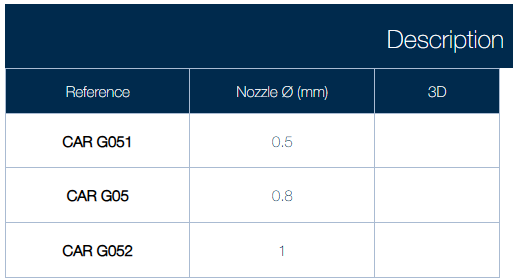 Description
Reference Nozzle Ø (mm) 3D
CAR G051 0.5
CAR G05 0.8
CAR G052 1